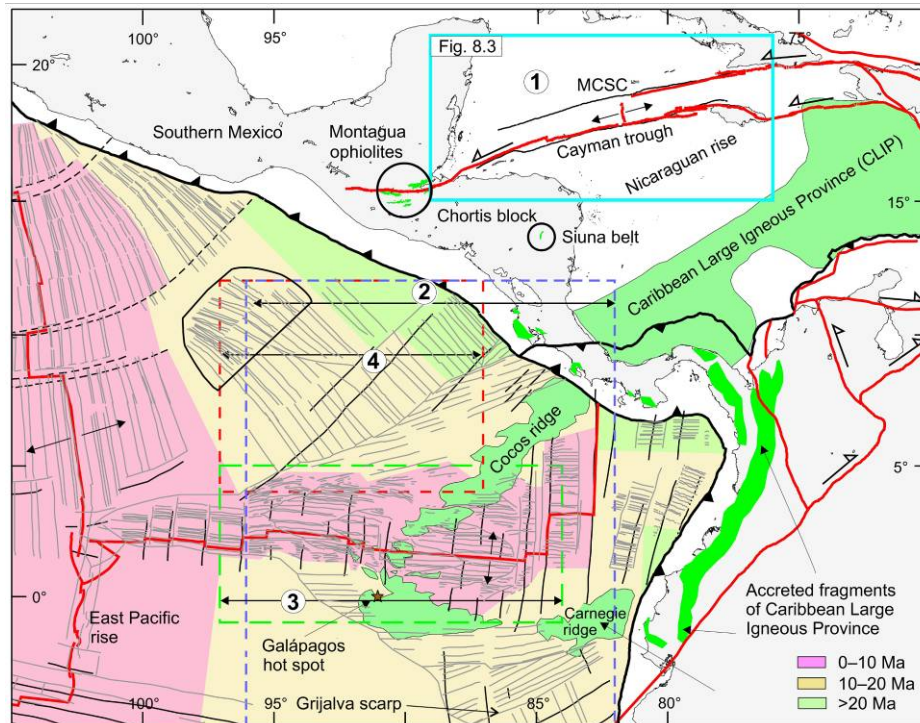 100°
95°
75°
Fig. 8.3
20°
1
MCSC
Southern Mexico
Montagua
ophiolites
Cayman trough
Nicaraguan rise
Chortis block
15°
Siuna belt
Caribbean Large Igneous Province (CLIP)
2
4
Cocos ridge
5°
0°
3
East Pacific
rise
Galápagos
hot spot
Carnegie
ridge
Accreted fragments
of Caribbean Large
Igneous Province
Grijalva scarp
0–10 Ma
10–20 Ma
>20 Ma
100°
95°
85°
80°